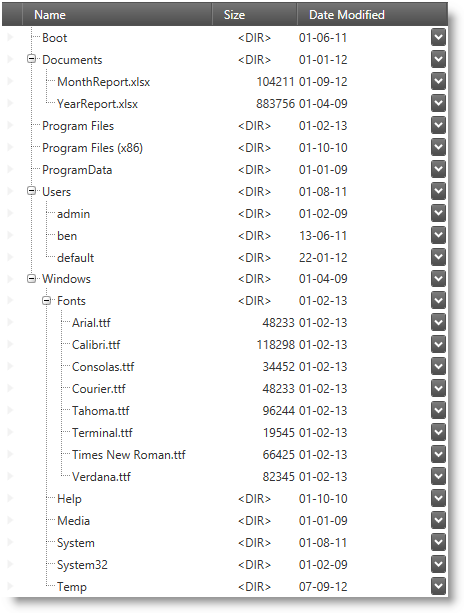 Name Size Date Modified
Boot <DIR> 01-06-11
Documents <DIR> 01-01-12
MonthReport.xlsx 104211 01-09-12
YearReport.xlsx 883756 01-04-09
Program Files <DIR> 01-02-13
Program Files (x86) <DIR> 01-10-10
ProgramData <DIR> 01-01-09
Users <DIR> 01-08-11
admin <DIR> 01-02-09
ben <DIR> 13-06-11
default <DIR> 22-01-12
Windows <DIR> 01-04-09
Fonts <DIR> 01-02-13
Arial.ttf 48233 01-02-13
Calibri.ttf 118298 01-02-13
Consolas.ttf 34452 01-02-13
Courier.ttf 48233 01-02-13
Tahoma.ttf 96244 01-02-13
Terminal.ttf 19545 01-02-13
Times New Roman.ttf 66425 01-02-13
Verdana.ttf 82345 01-02-13
Help <DIR> 01-10-10
Media <DIR> 01-01-09
System <DIR> 01-08-11
System32 <DIR> 01-02-09
Temp <DIR> 07-09-12